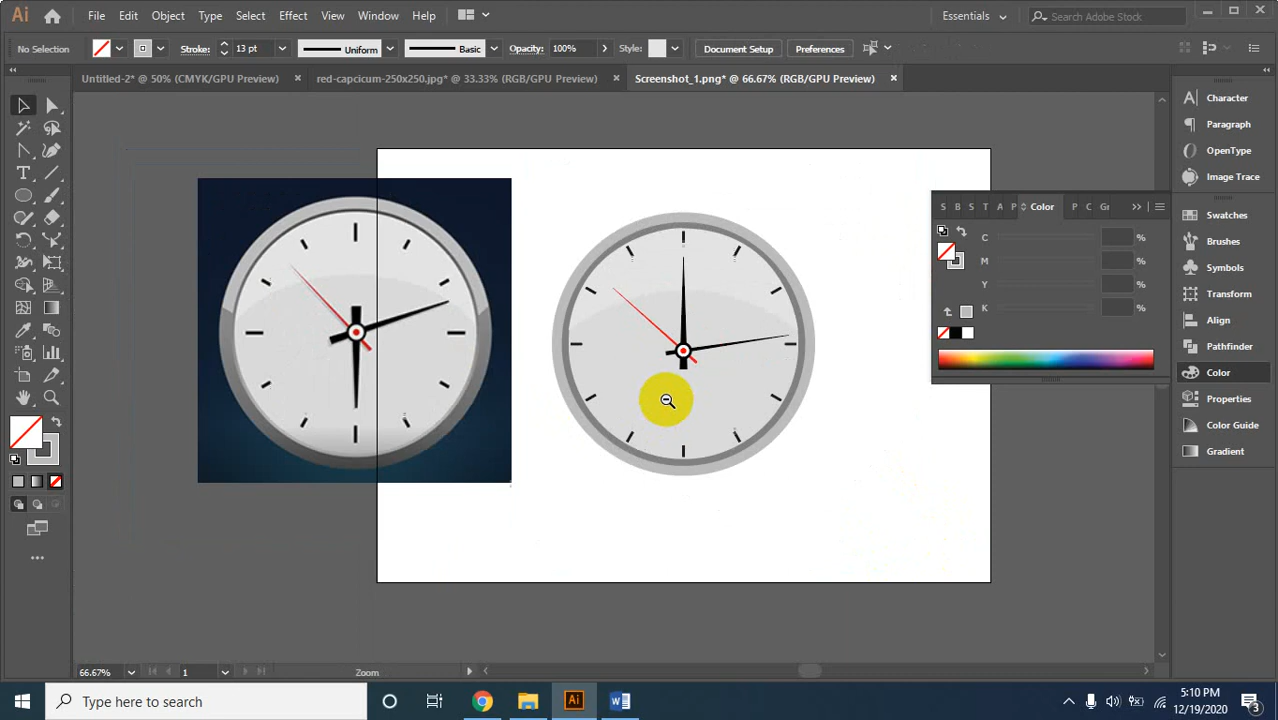 Ai File Edit Object Type Select Effect View Window Help Essentials Search Adobe Stock
No Selection Stroke: 13 pt Uniform Basic Opacity: 100% Style: Document Setup Preferences
Untitled-2* @ 50% (CMYK/GPU Preview) × red-capcicum-250x250.jpg* @ 33.33% (RGB/GPU Preview) × Screenshot_1.png* @ 66.67% (RGB/GPU Preview) ×
Character
Paragraph
OpenType
Image Trace
S B S T A P Color P C Gr
Swatches
C %
Brushes
M %
Symbols
Y %
Transform
K %
Align
Pathfinder
Color
Properties
Color Guide
Gradient
66.67% 1 Zoom
Type here to search
Ai
W
5:10 PM
12/19/2020
3